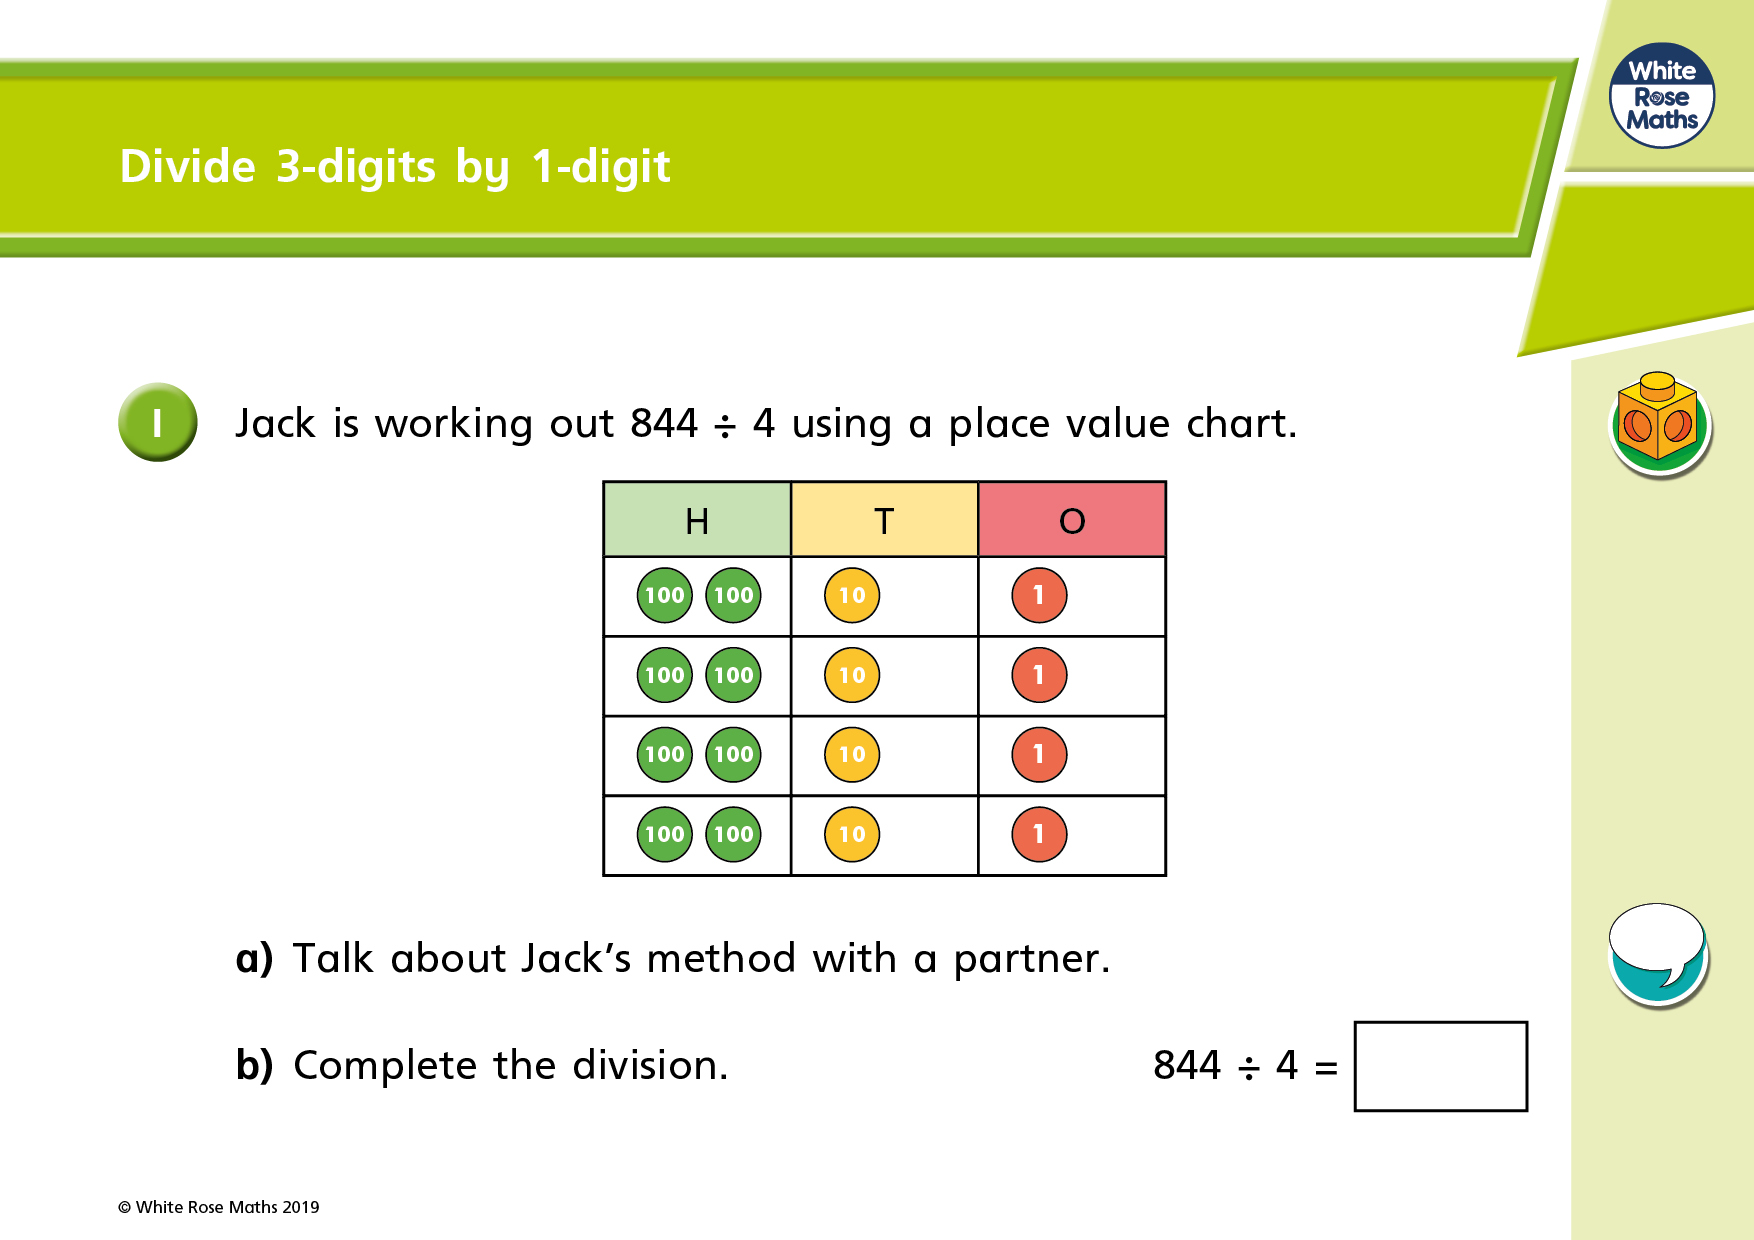 White
Rose
Maths
Divide 3-digits by 1-digit
1 Jack is working out 844 ÷ 4 using a place value chart.
H T O
100 100 10 1
100 100 10 1
100 100 10 1
100 100 10 1
a) Talk about Jack’s method with a partner.
b) Complete the division. 844 ÷ 4 =
© White Rose Maths 2019